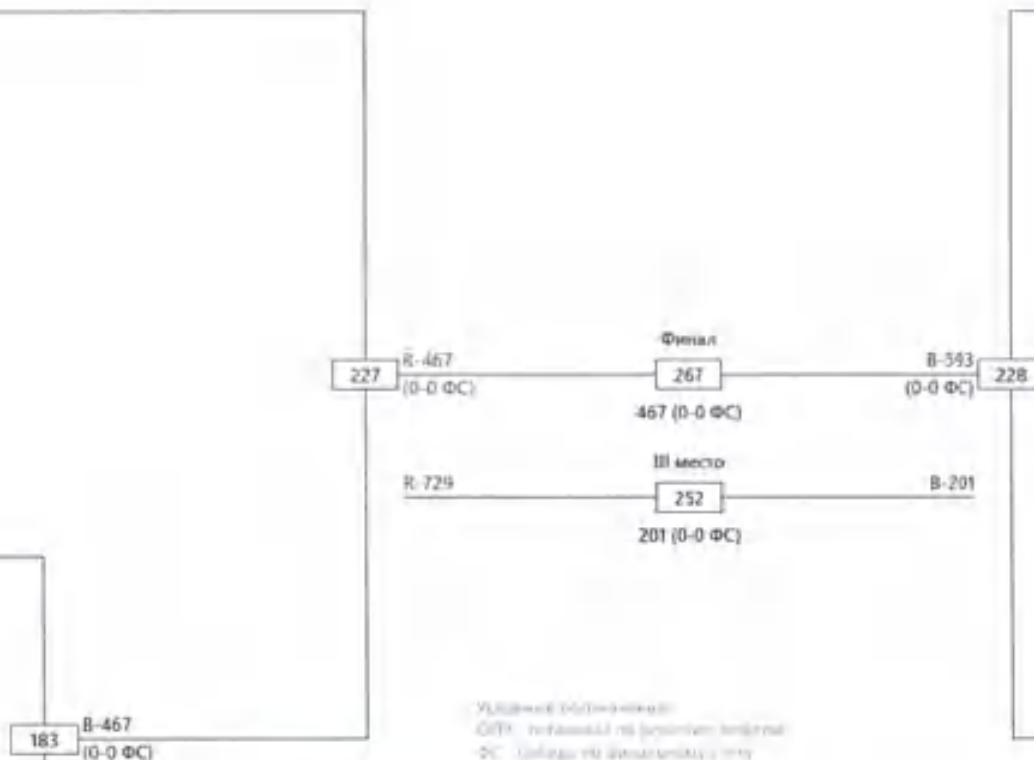 Финал
R-467
B-593
227
267
228
(0-0 ФС)
(0-0 ФС)
467 (0-0 ФС)
III место
R-729
B-201
252
201 (0-0 ФС)
B-467
183
(0-0 ФС)
ФС